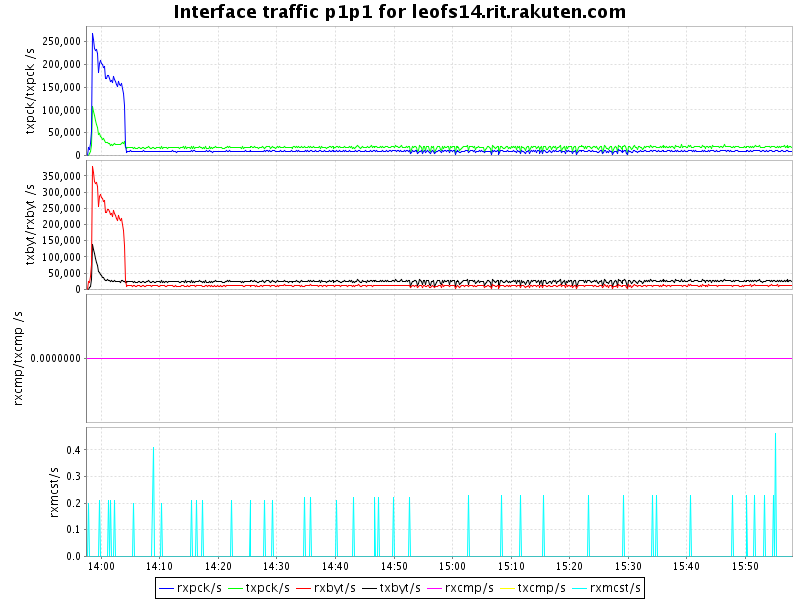 Interface traffic p1p1 for leofs14.rit.rakuten.com
txpck/txpck /s
250,000
200,000
150,000
100,000
50,000
0
txbyt/rxbyt /s
350,000
300,000
250,000
200,000
150,000
100,000
50,000
0
rxcmp/txcmp /s
0.0000000
rxmcst/s
0.4
0.3
0.2
0.1
0.0
14:00 14:10 14:20 14:30 14:40 14:50 15:00 15:10 15:20 15:30 15:40 15:50
rxpck/s txpck/s rxbyt/s txbyt/s rxcmp/s txcmp/s rxmcst/s